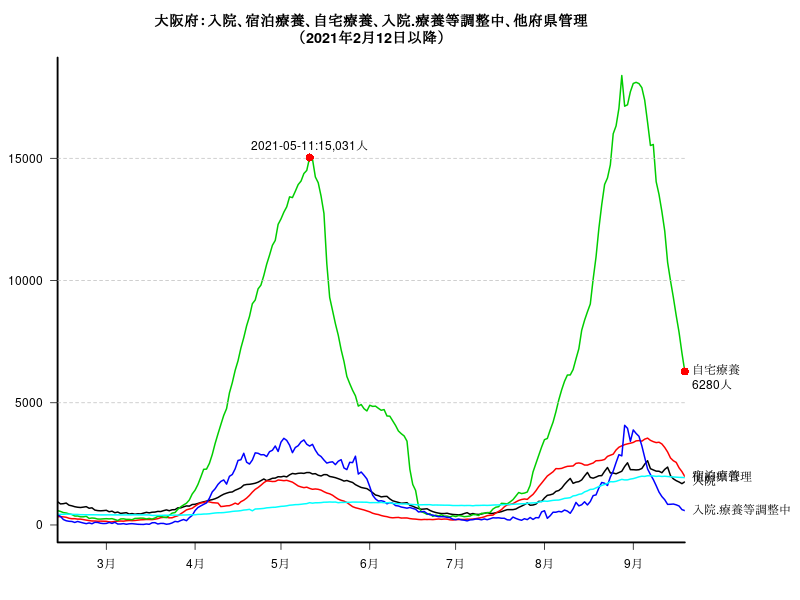 大阪府：入院、宿泊療養、自宅療養、入院.療養等調整中、他府県管理
（2021年2月12日以降）
2021-05-11:15,031人
15000
10000
5000
0
自宅療養
6280人
入院.療養等調整中
3月
4月
5月
6月
7月
8月
9月